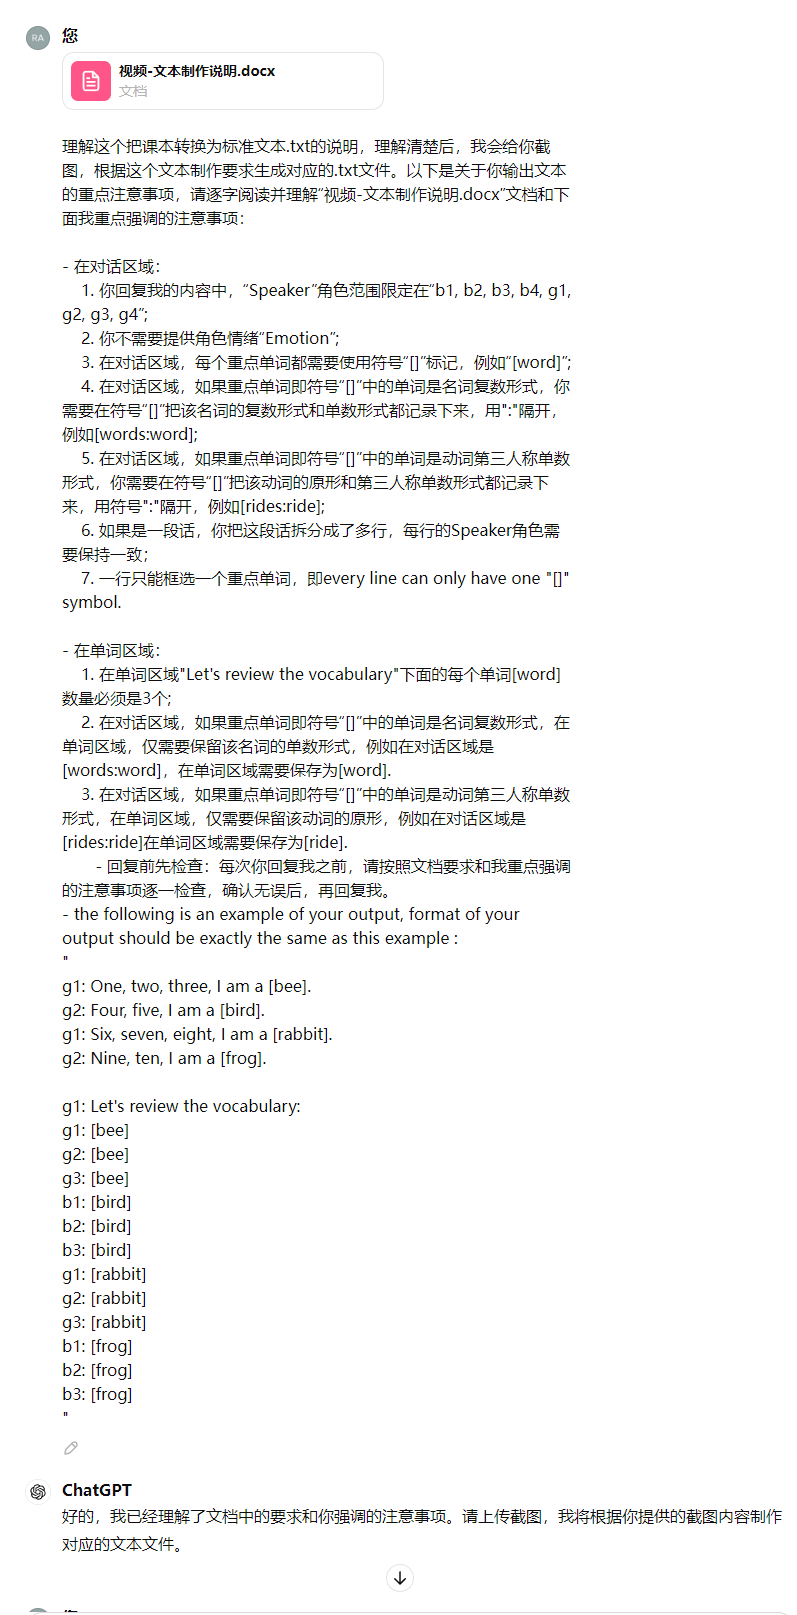 RA
您
视频-文本制作说明.docx
文档
理解这个把课本转换为标准文本.txt的说明，理解清楚后，我会给你截
图，根据这个文本制作要求生成对应的.txt文件。以下是关于你输出文本
的重点注意事项，请逐字阅读并理解“视频-文本制作说明.docx”文档和下
面我重点强调的注意事项：
- 在对话区域：
1. 你回复我的内容中，“Speaker”角色范围限定在“b1, b2, b3, b4, g1,
g2, g3, g4”;
2. 你不需要提供角色情绪“Emotion”;
3. 在对话区域，每个重点单词都需要使用符号“[]”标记，例如“[word]”;
4. 在对话区域，如果重点单词即符号“[]”中的单词是名词复数形式，你
需要在符号“[]”把该名词的复数形式和单数形式都记录下来，用":"隔开，
例如[words:word];
5. 在对话区域，如果重点单词即符号“[]”中的单词是动词第三人称单数
形式，你需要在符号“[]”把该动词的原形和第三人称单数形式都记录下
来，用符号":"隔开，例如[rides:ride];
6. 如果是一段话，你把这段话拆分成了多行，每行的Speaker角色需
要保持一致；
7. 一行只能框选一个重点单词，即every line can only have one "[]"
symbol.
- 在单词区域：
1. 在单词区域"Let's review the vocabulary"下面的每个单词[word]
数量必须是3个;
2. 在对话区域，如果重点单词即符号“[]”中的单词是名词复数形式，在
单词区域，仅需要保留该名词的单数形式，例如在对话区域是
[words:word]，在单词区域需要保存为[word].
3. 在对话区域，如果重点单词即符号“[]”中的单词是动词第三人称单数
形式，在单词区域，仅需要保留该动词的原形，例如在对话区域是
[rides:ride]在单词区域需要保存为[ride].
- 回复前先检查：每次你回复我之前，请按照文档要求和我重点强调
的注意事项逐一检查，确认无误后，再回复我。
- the following is an example of your output, format of your
output should be exactly the same as this example :
"
g1: One, two, three, I am a [bee].
g2: Four, five, I am a [bird].
g1: Six, seven, eight, I am a [rabbit].
g2: Nine, ten, I am a [frog].
g1: Let's review the vocabulary:
g1: [bee]
g2: [bee]
g3: [bee]
b1: [bird]
b2: [bird]
b3: [bird]
g1: [rabbit]
g2: [rabbit]
g3: [rabbit]
b1: [frog]
b2: [frog]
b3: [frog]
"
ChatGPT
好的，我已经理解了文档中的要求和你强调的注意事项。请上传截图，我将根据你提供的截图内容制作
对应的文本文件。